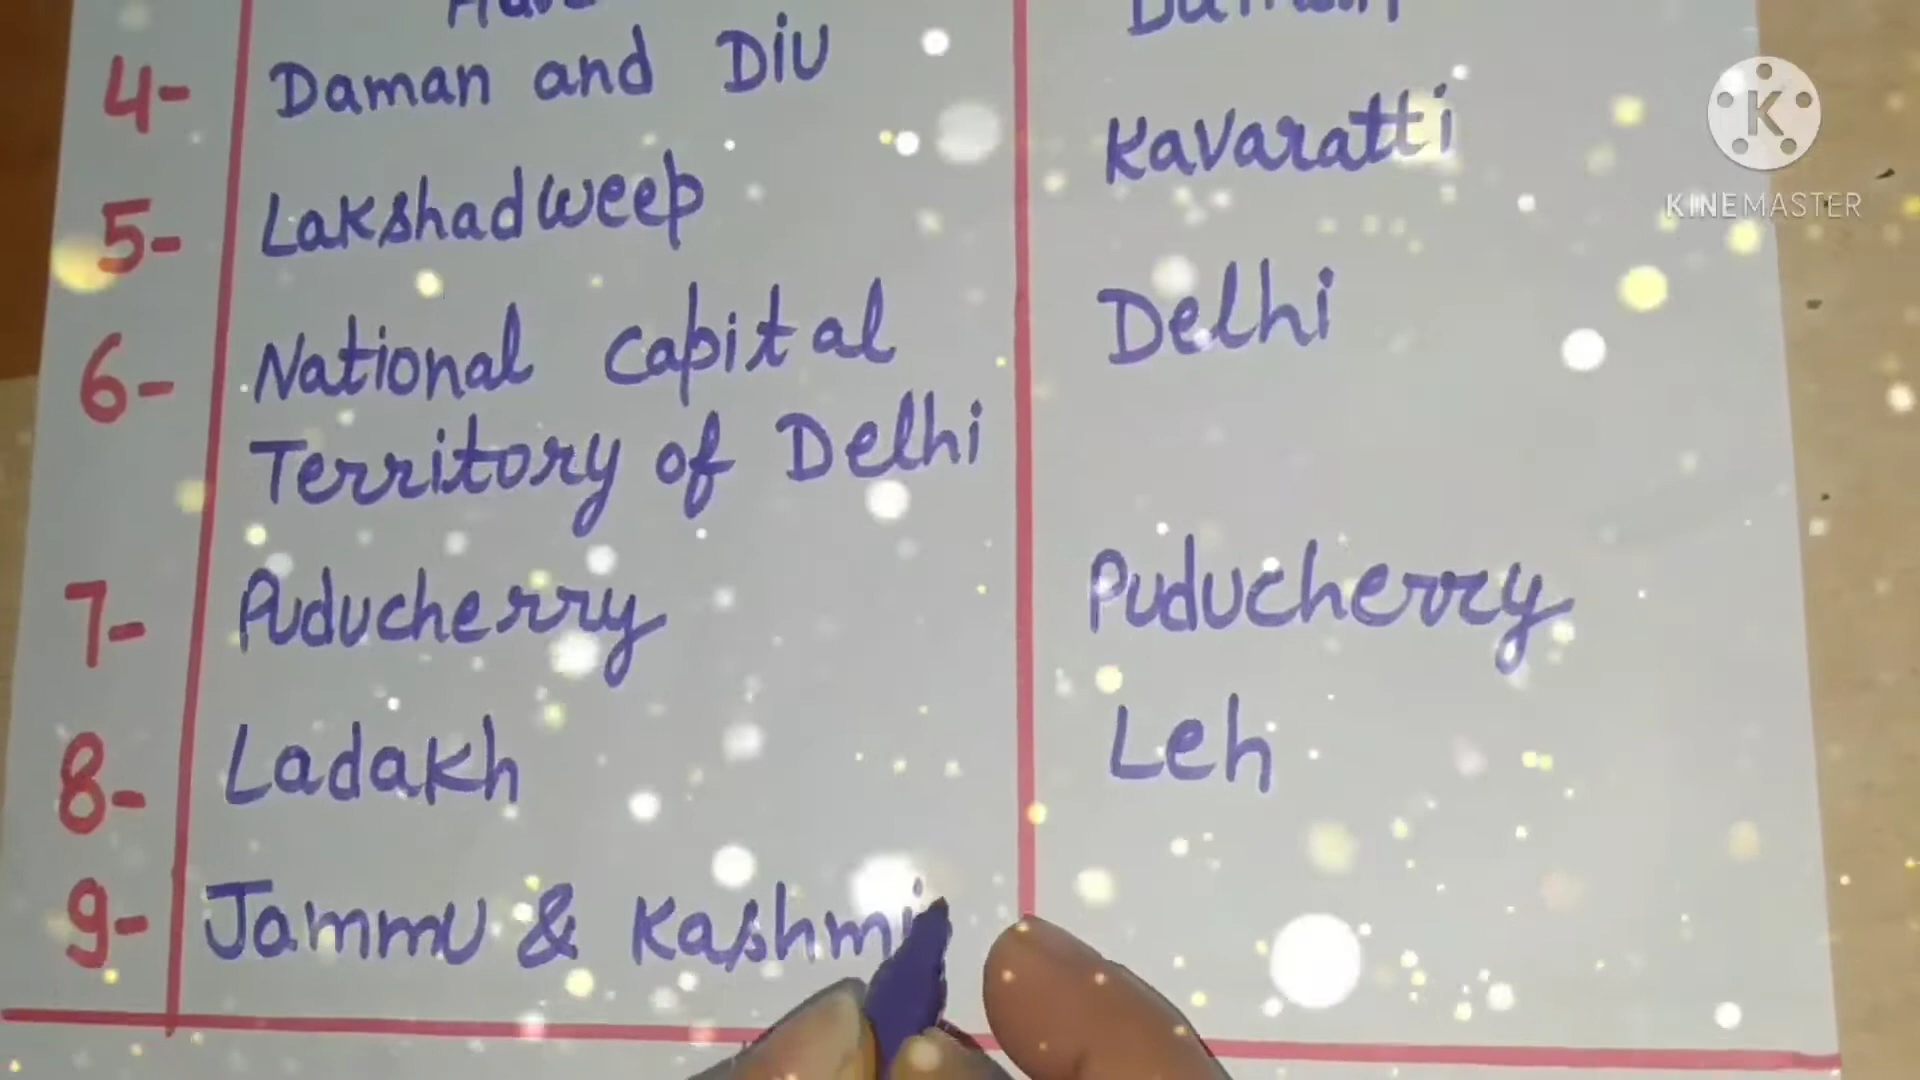 4- Daman and Diu
Kavaratti
5- Lakshadweep
6- National capital
Delhi
Territory of Delhi
7- Puducherry
Puducherry
8- Ladakh
Leh
9- Jammu & Kashmi
K
KINEMASTER